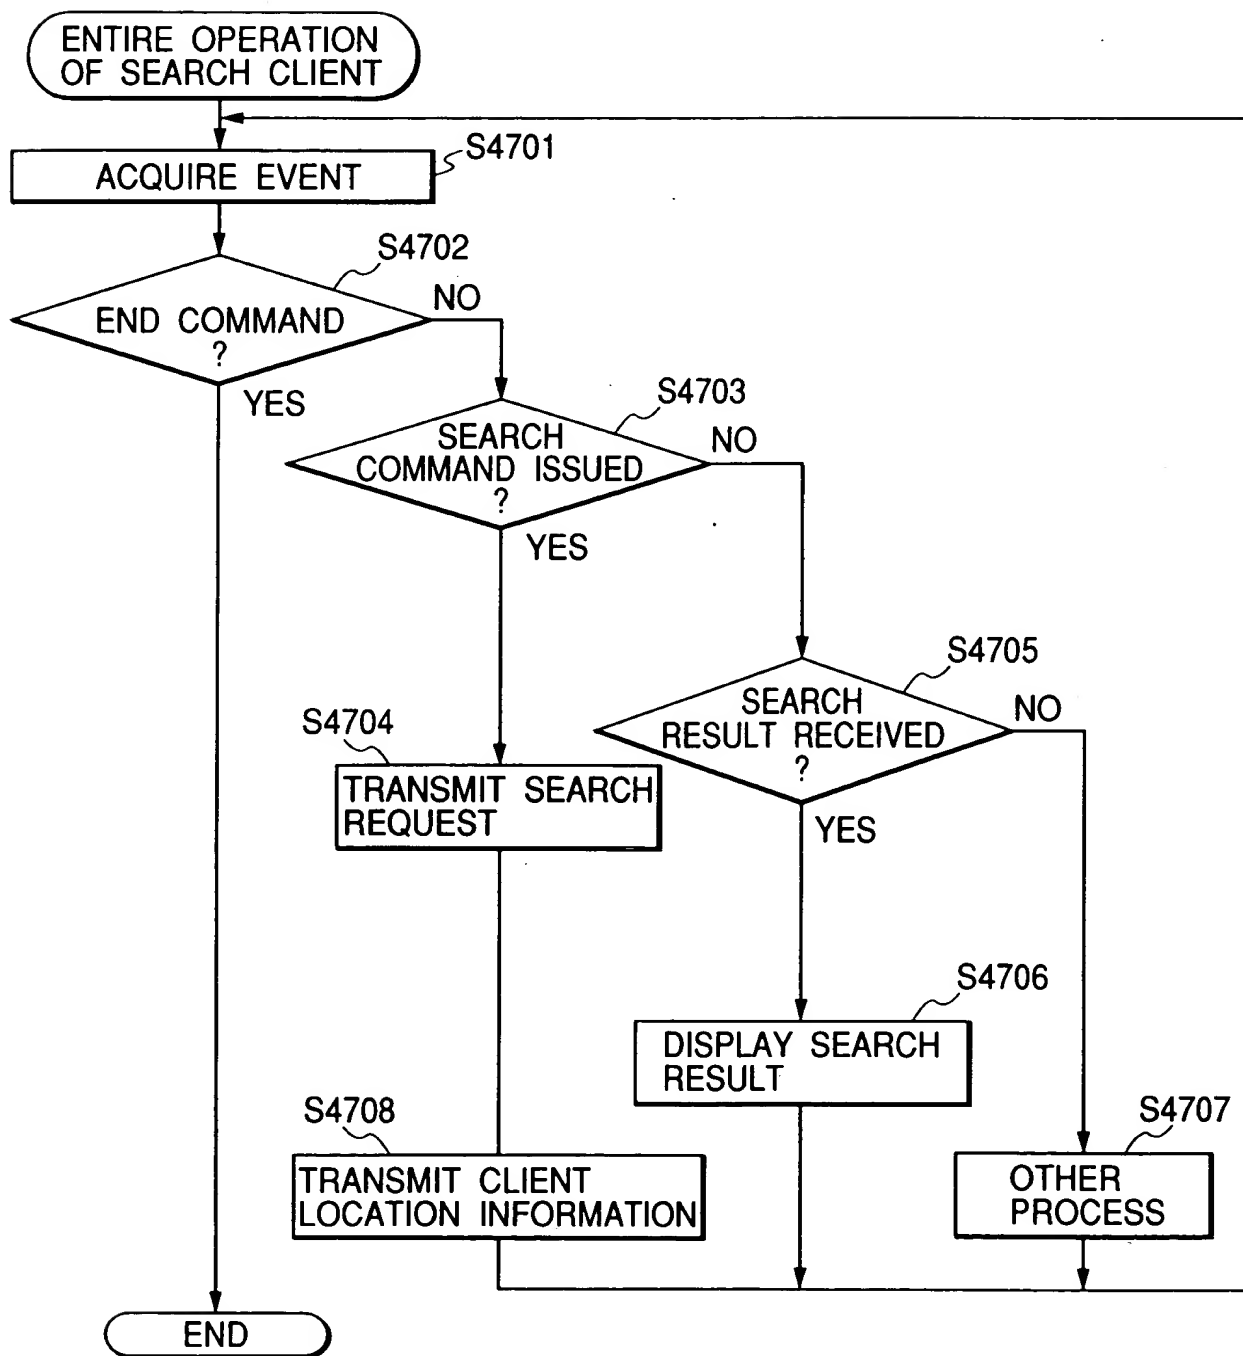 ENTIRE OPERATION
OF SEARCH CLIENT
S4701
ACQUIRE EVENT
S4702
END COMMAND
?
NO
YES
S4703
SEARCH
COMMAND ISSUED
?
NO
YES
S4705
SEARCH
RESULT RECEIVED
?
NO
YES
S4704
TRANSMIT SEARCH
REQUEST
S4706
DISPLAY SEARCH
RESULT
S4708
TRANSMIT CLIENT
LOCATION INFORMATION
S4707
OTHER
PROCESS
END